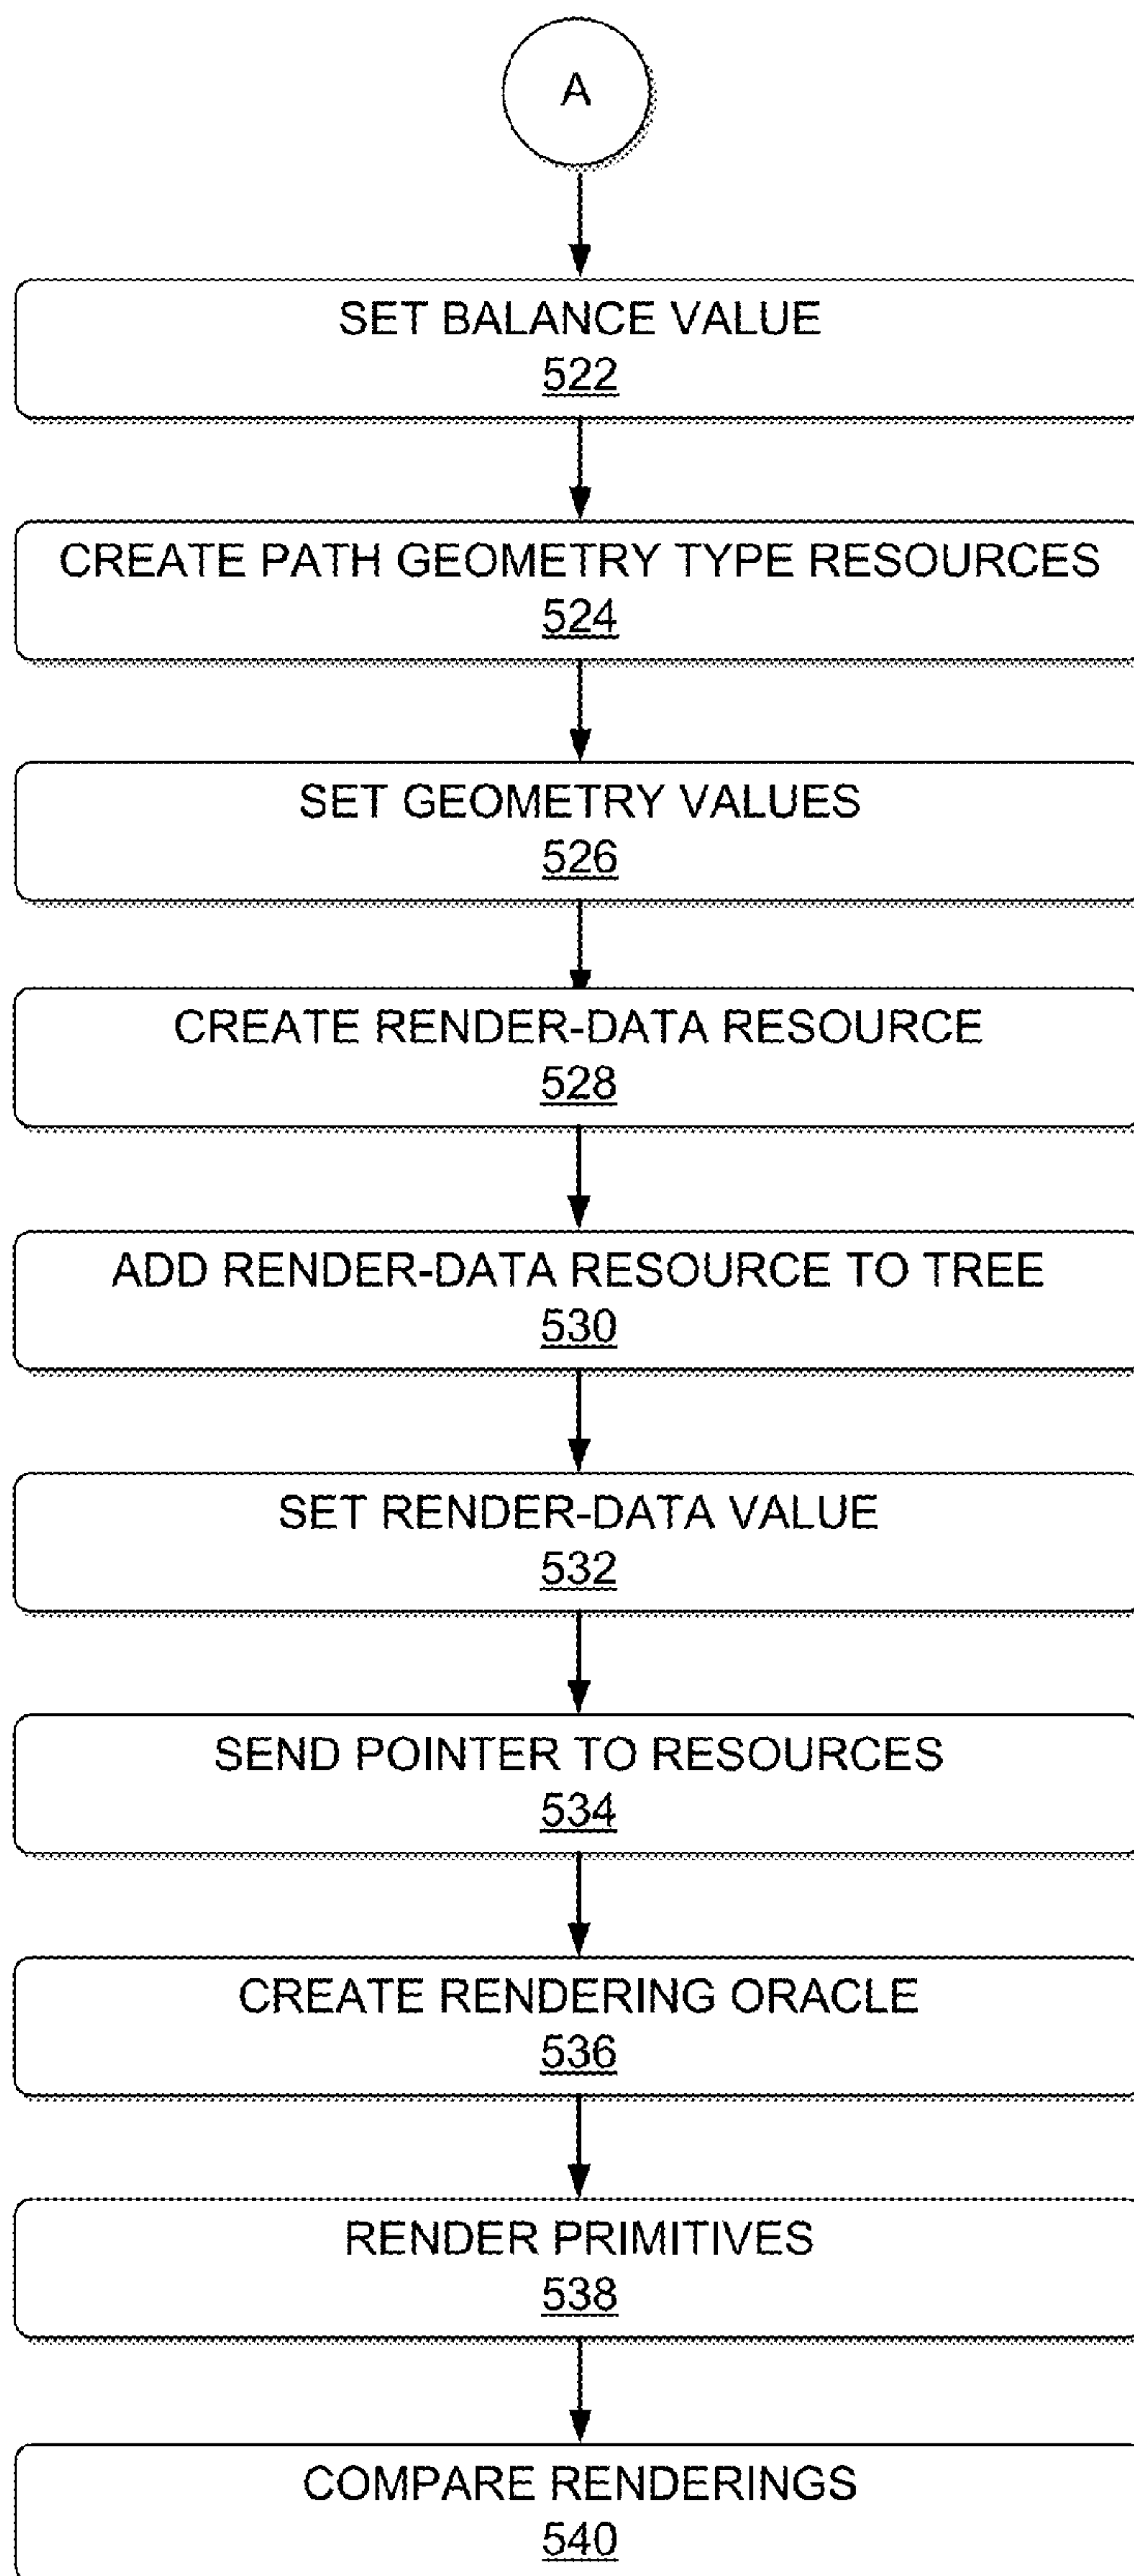 A
SET BALANCE VALUE
522
CREATE PATH GEOMETRY TYPE RESOURCES
524
SET GEOMETRY VALUES
526
CREATE RENDER-DATA RESOURCE
528
ADD RENDER-DATA RESOURCE TO TREE
530
SET RENDER-DATA VALUE
532
SEND POINTER TO RESOURCES
534
CREATE RENDERING ORACLE
536
RENDER PRIMITIVES
538
COMPARE RENDERINGS
540